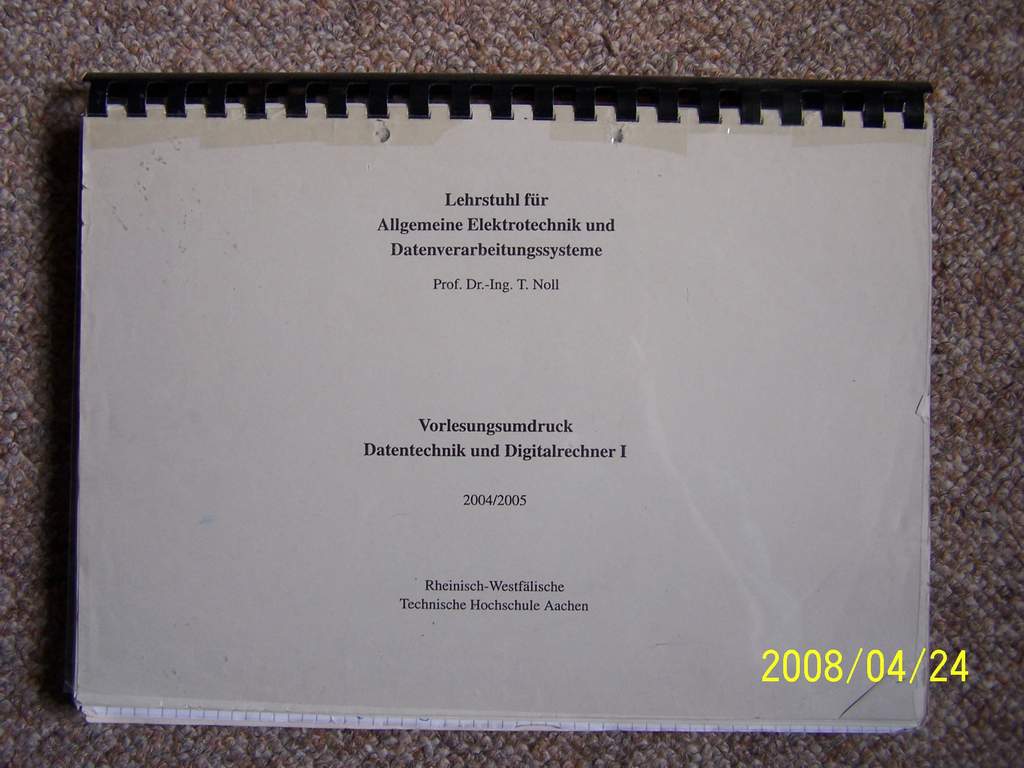 Lehrstuhl für
Allgemeine Elektrotechnik und
Datenverarbeitungssysteme
Prof. Dr.-Ing. T. Noll
Vorlesungsumdruck
Datentechnik und Digitalrechner I
2004/2005
Rheinisch-Westfälische
Technische Hochschule Aachen
2008/04/24